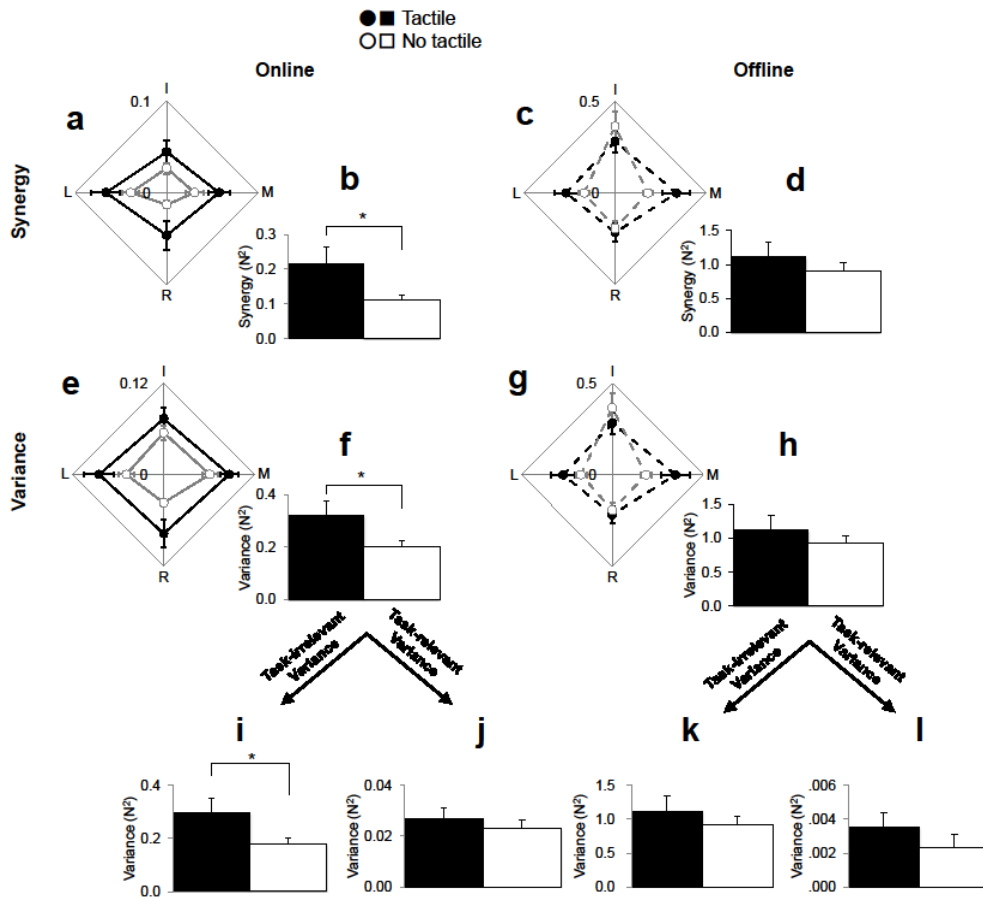 Tactile
No tactile
Online
Offline
Synergy
a
I
0.1
L
0
M
R
b
*
Synergy (N²)
0.3
0.2
0.1
0.0
c
I
0.5
L
0
M
R
d
Synergy (N²)
1.5
1.0
0.5
0.0
Variance
e
I
0.12
L
0
M
R
f
*
Variance (N²)
0.4
0.2
0.0
g
I
0.5
L
0
M
R
h
Variance (N²)
1.5
1.0
0.5
0.0
Task-irrelevant
Variance
Task-relevant
Variance
Task-irrelevant
Variance
Task-relevant
Variance
i
*
Variance (N²)
0.4
0.2
0.0
j
Variance (N²)
0.04
0.02
0.00
k
Variance (N²)
1.5
1.0
0.5
0.0
l
Variance (N²)
.006
.004
.002
.000